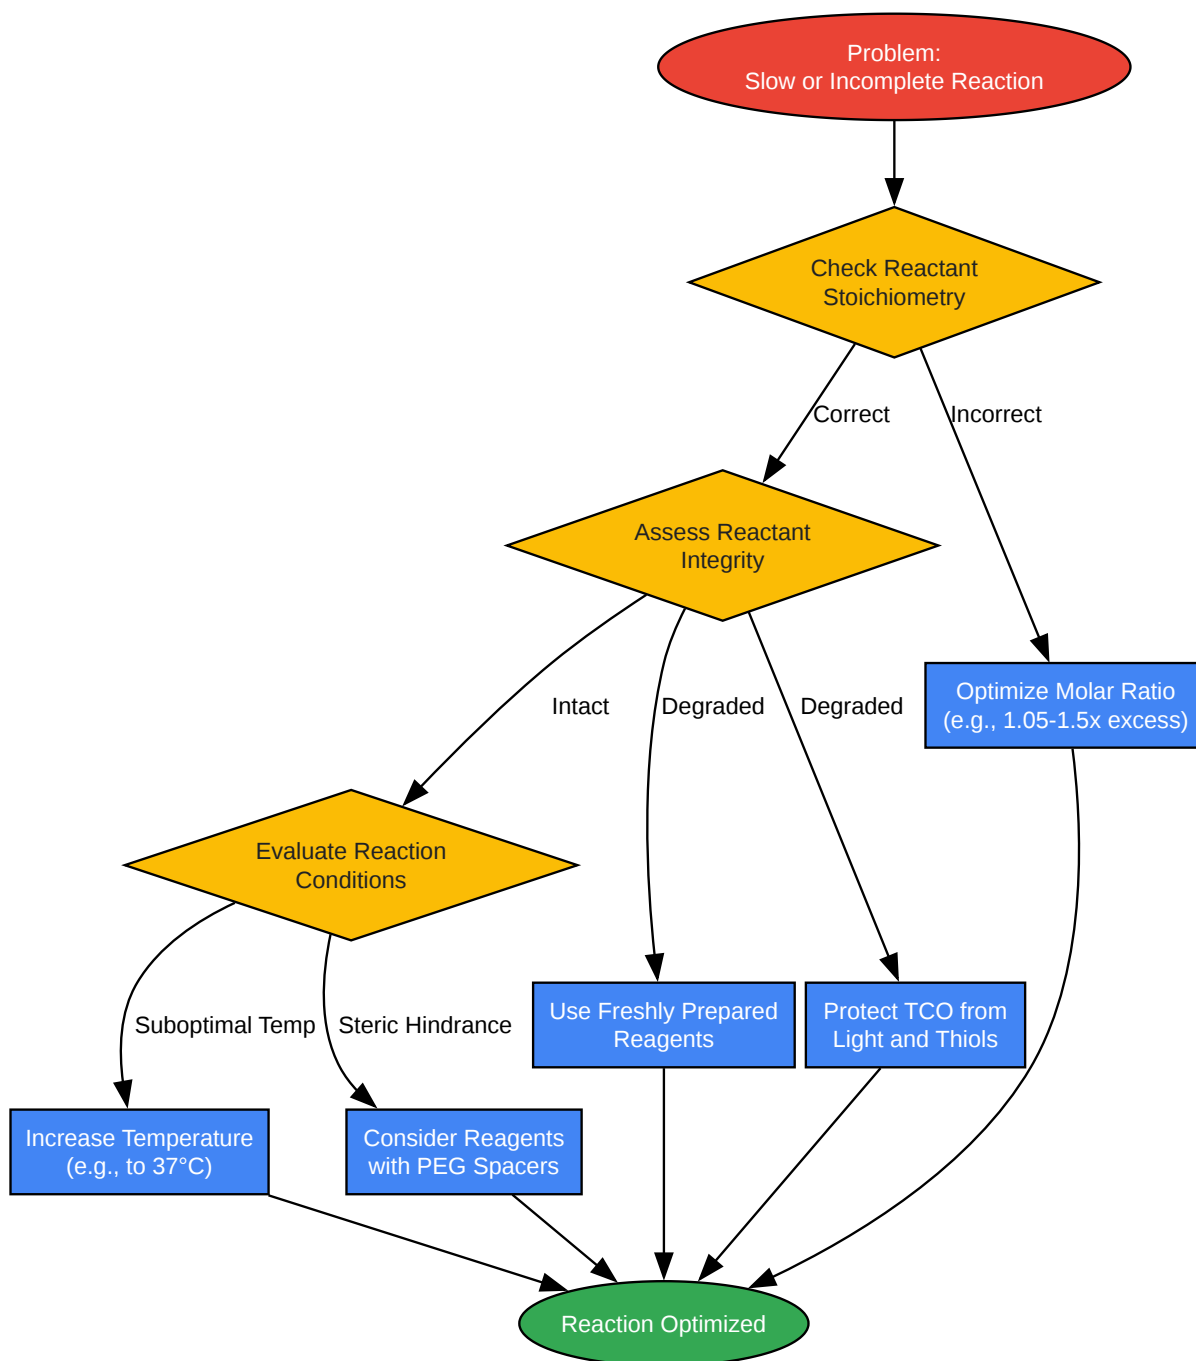 Problem:
Slow or Incomplete Reaction
Check Reactant
Stoichiometry
Correct
Incorrect
Assess Reactant
Integrity
Intact
Degraded
Degraded
Optimize Molar Ratio
(e.g., 1.05-1.5x excess)
Evaluate Reaction
Conditions
Suboptimal Temp
Steric Hindrance
Use Freshly Prepared
Reagents
Protect TCO from
Light and Thiols
Increase Temperature
(e.g., to 37°C)
Consider Reagents
with PEG Spacers
Reaction Optimized